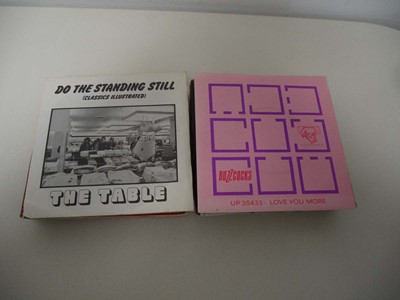 DO THE STANDING STILL
(CLASSICS ILLUSTRATED)
THE TABLE
BUZZCOCKS
UP 36433: LOVE YOU MORE